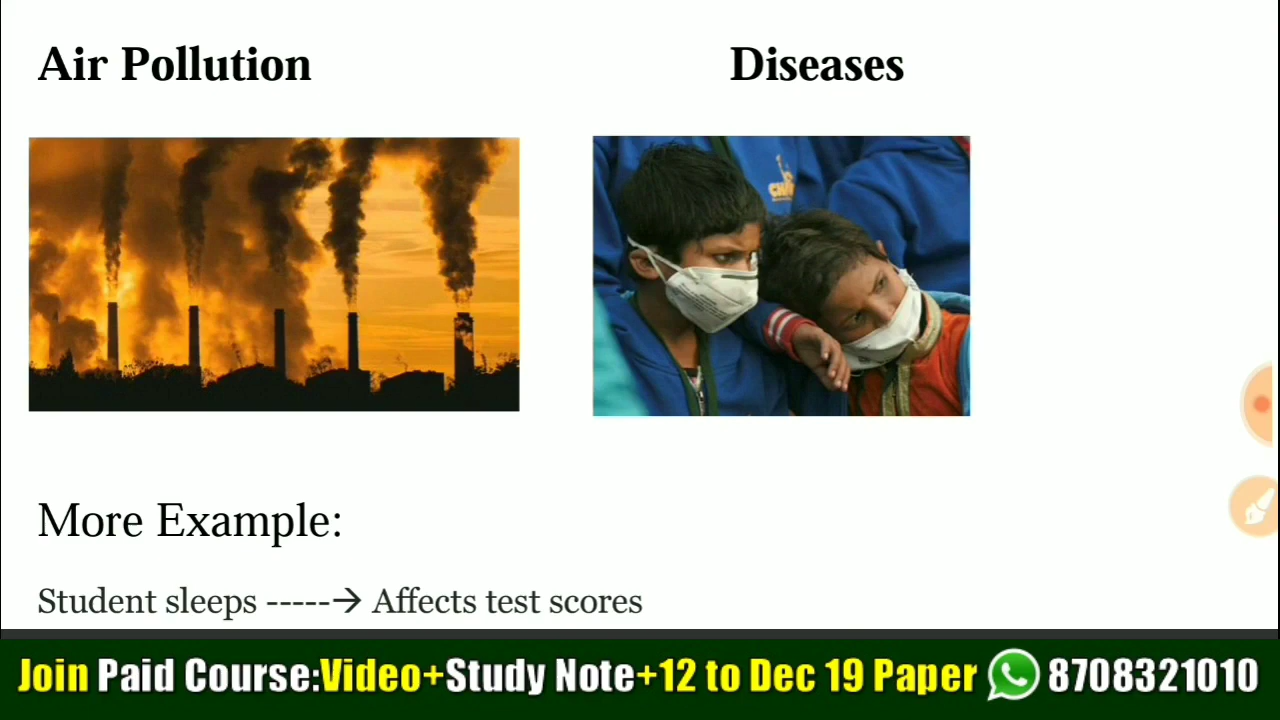 Air Pollution
Diseases
More Example:
Student sleeps -----→ Affects test scores
Join Paid Course:Video+Study Note+12 to Dec 19 Paper 8708321010